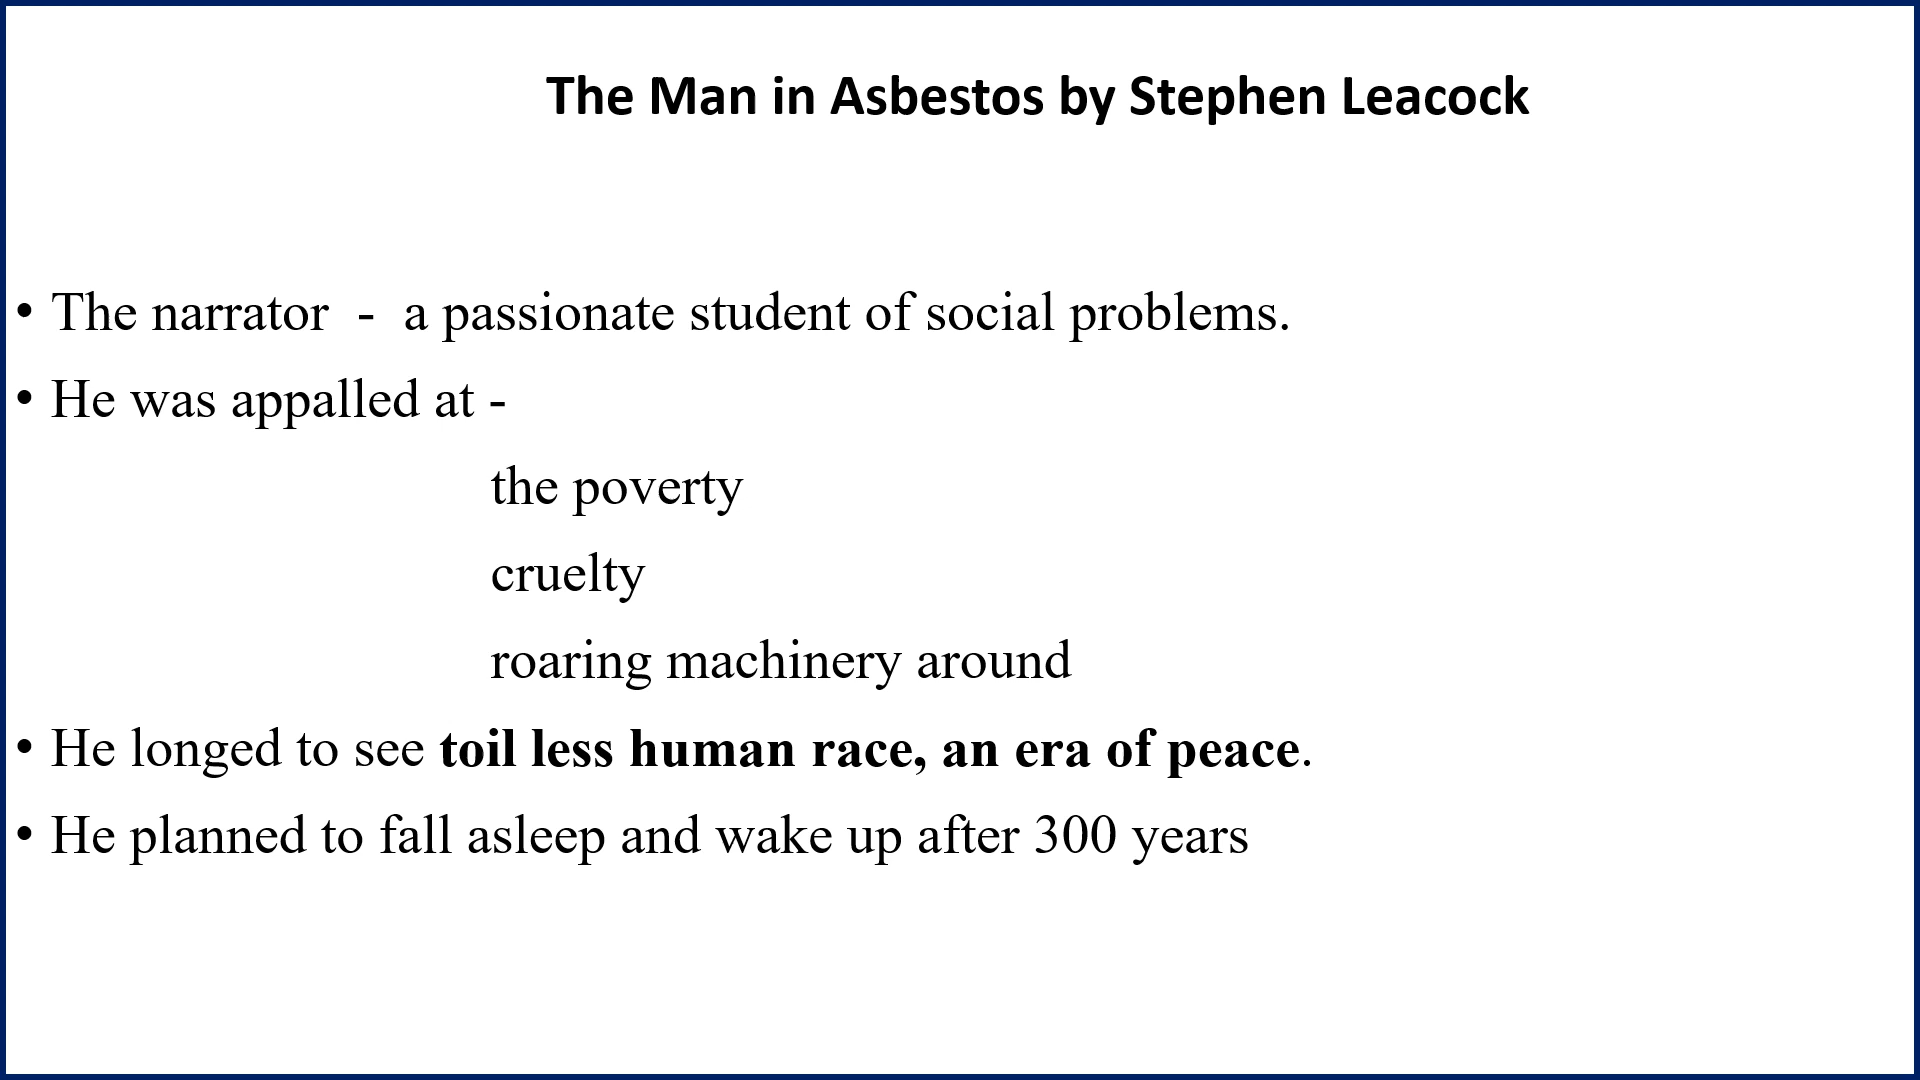 The Man in Asbestos by Stephen Leacock
• The narrator - a passionate student of social problems.
• He was appalled at -
the poverty
cruelty
roaring machinery around
• He longed to see toil less human race, an era of peace.
• He planned to fall asleep and wake up after 300 years